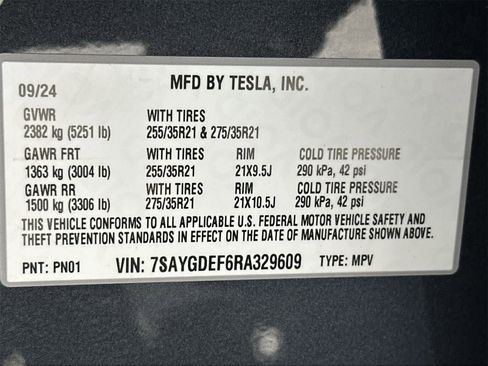 09/24 MFD BY TESLA, INC.
GVWR WITH TIRES
2382 kg (5251 lb) 255/35R21 & 275/35R21
GAWR FRT WITH TIRES RIM COLD TIRE PRESSURE
1363 kg (3004 lb) 255/35R21 21X9.5J 290 kPa, 42 psi
GAWR RR WITH TIRES RIM COLD TIRE PRESSURE
1500 kg (3306 lb) 275/35R21 21X10.5J 290 kPa, 42 psi
THIS VEHICLE CONFORMS TO ALL APPLICABLE U.S. FEDERAL MOTOR VEHICLE SAFETY AND
THEFT PREVENTION STANDARDS IN EFFECT ON THE DATE OF MANUFACTURE SHOWN ABOVE.
PNT: PN01 VIN: 7SAYGDEF6RA329609 TYPE: MPV